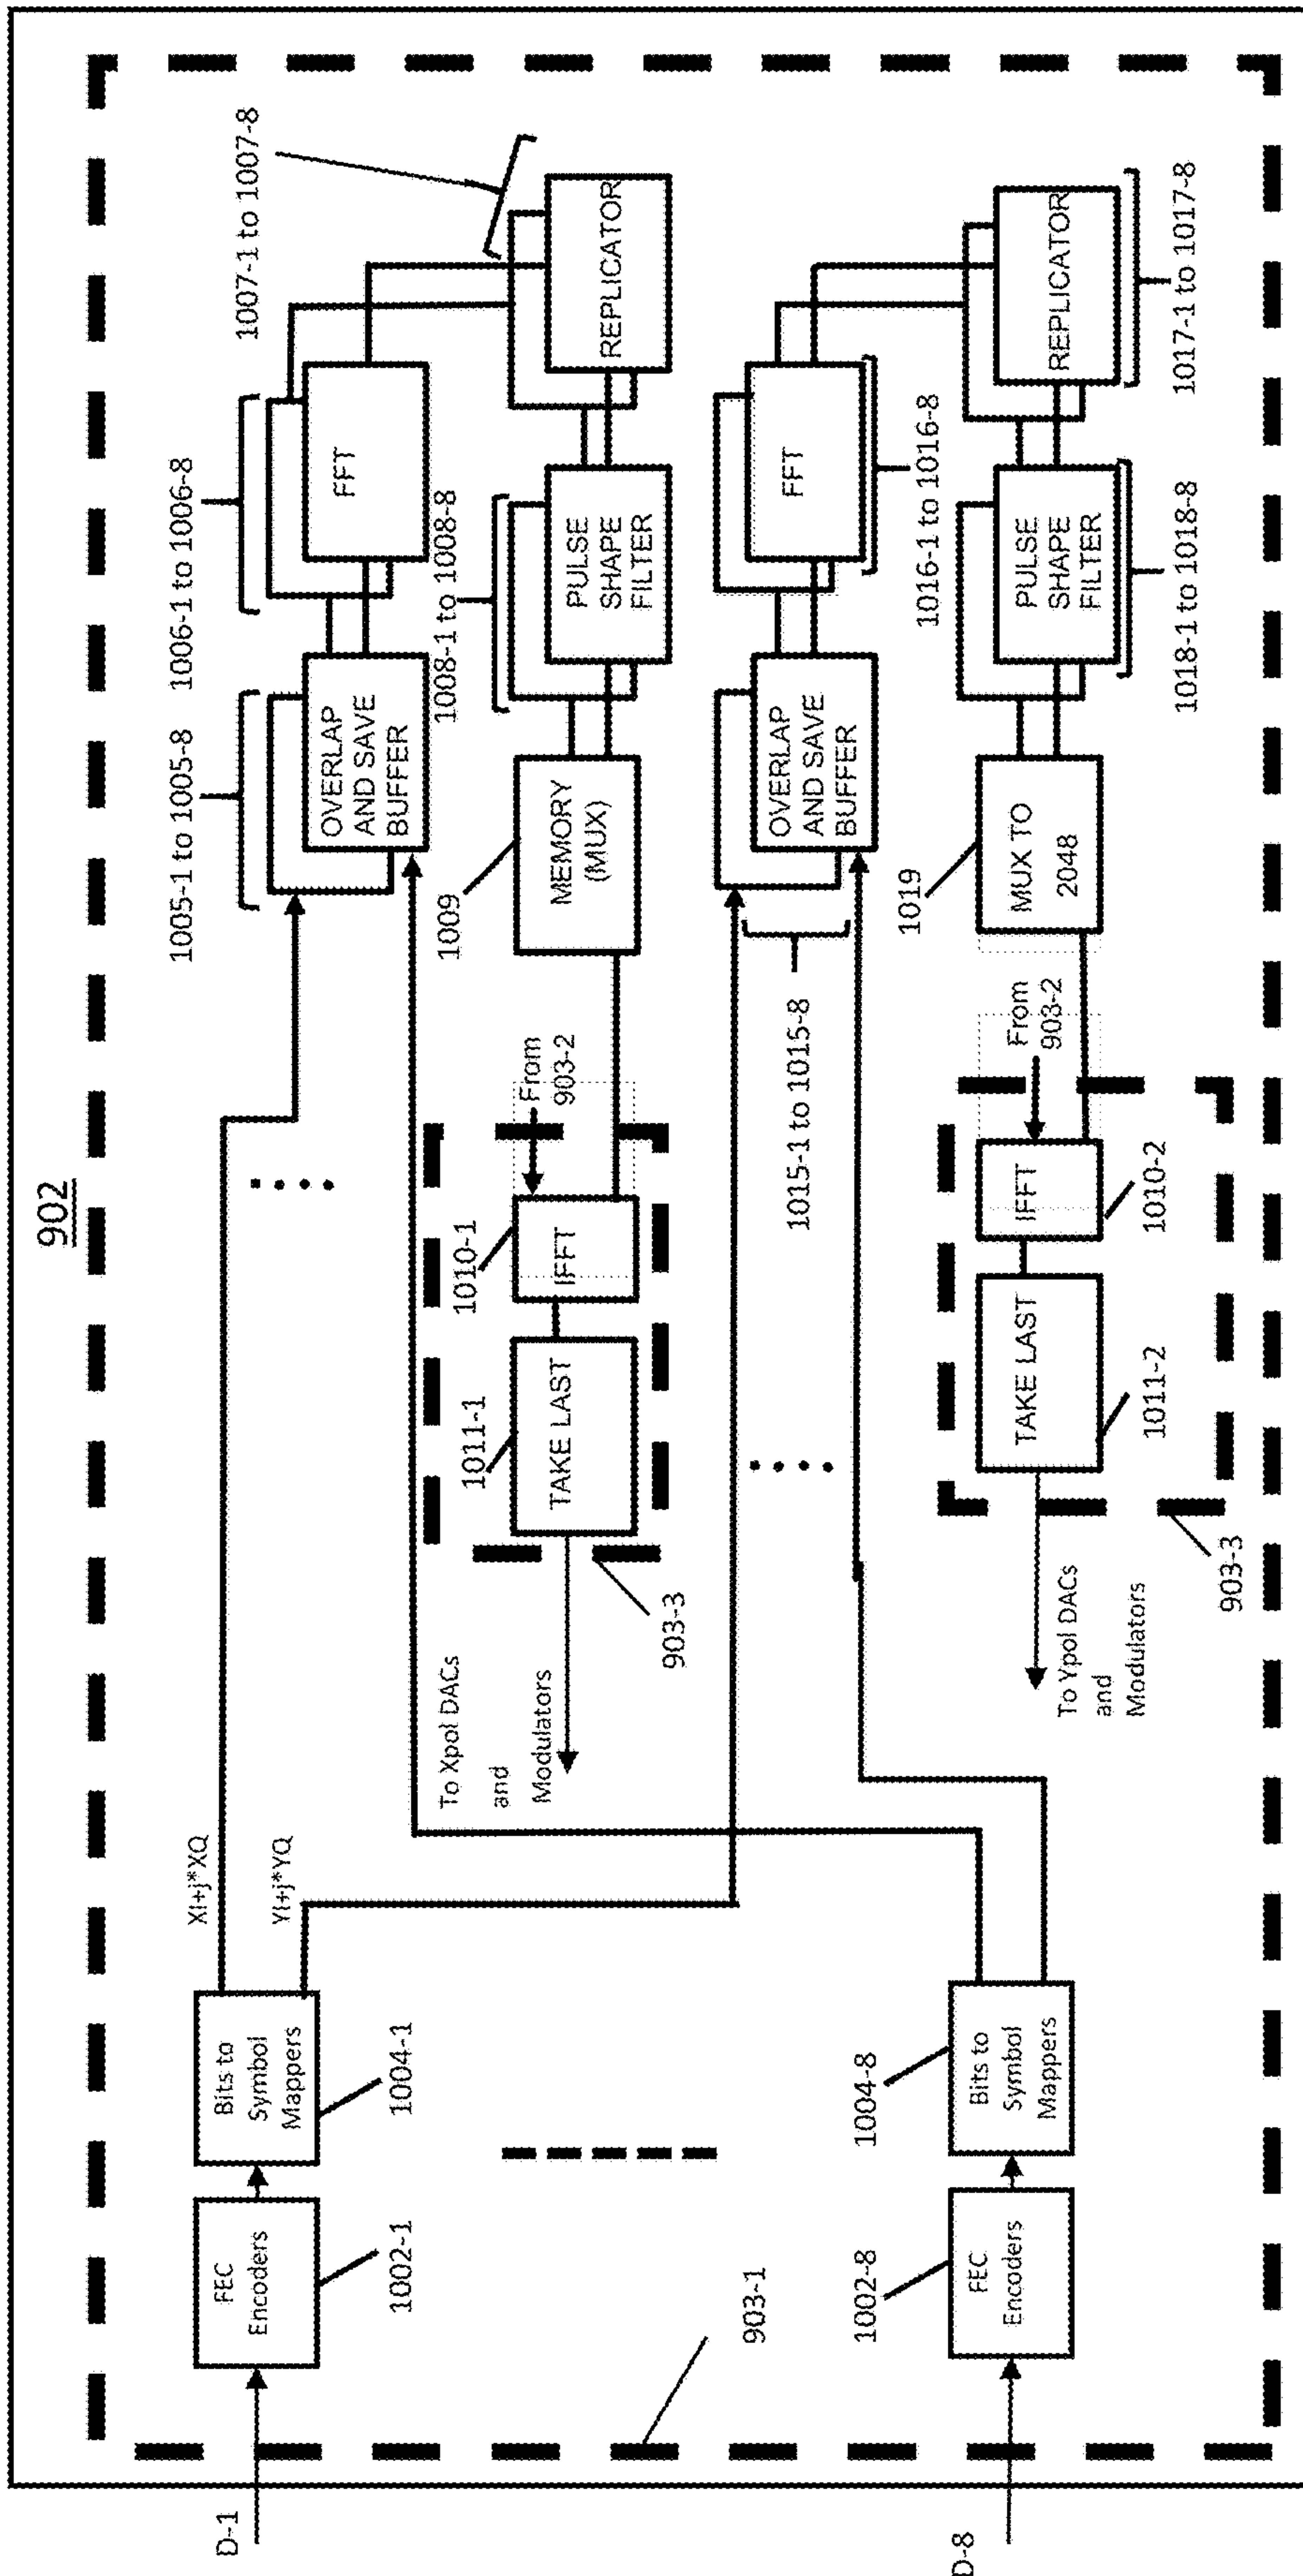 902
D-1
FEC
Encoders
1002-1
Bits to
Symbol
Mappers
1004-1
XI+j*XQ
YI+j*YQ
1005-1 to 1005-8
OVERLAP
AND SAVE
BUFFER
1006-1 to 1006-8
FFT
1007-1 to 1007-8
REPLICATOR
1008-1 to 1008-8
PULSE
SHAPE
FILTER
1009
MEMORY
(MUX)
From
903-2
1010-1
IFFT
1011-1
TAKE LAST
903-3
To Xpol DACs
and
Modulators
1015-1 to 1015-8
OVERLAP
AND SAVE
BUFFER
FFT
1016-1 to 1016-8
REPLICATOR
1017-1 to 1017-8
PULSE
SHAPE
FILTER
1018-1 to 1018-8
1019
MUX TO
2048
From
903-2
IFFT
1010-2
TAKE LAST
1011-2
903-3
To Ypol DACs
and
Modulators
D-8
FEC
Encoders
1002-8
Bits to
Symbol
Mappers
1004-8
903-1